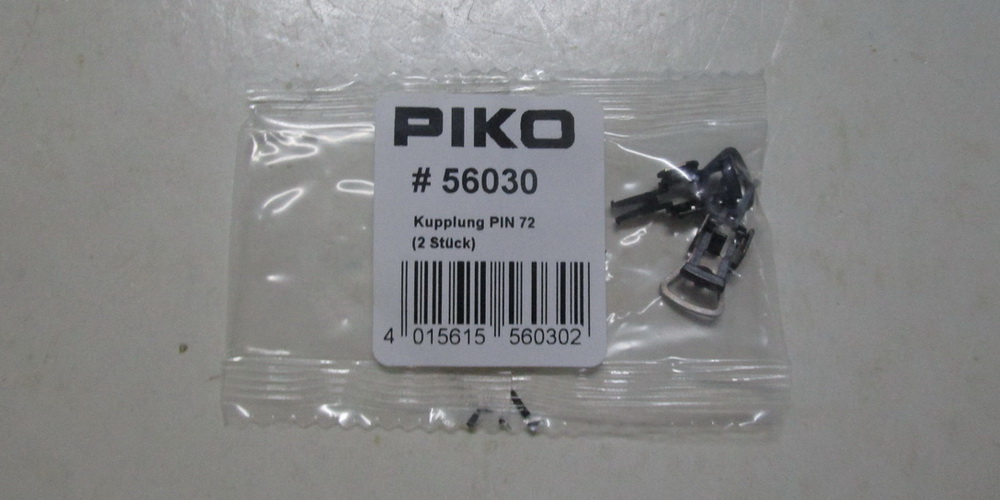 PIKO
# 56030
Kupplung PIN 72
(2 Stück)
4 015615 560302